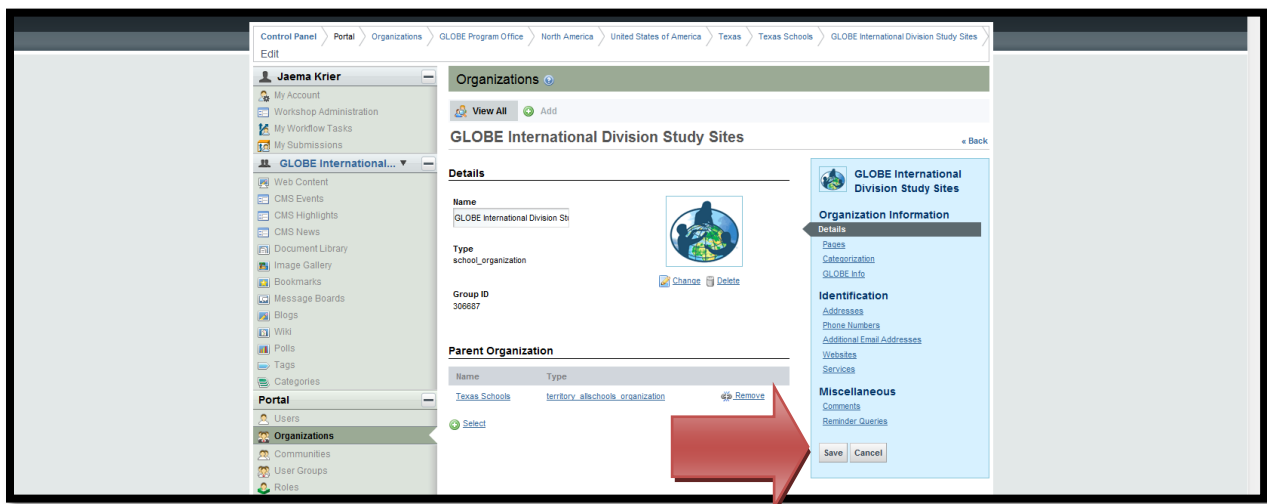 Control Panel Portal Organizations GLOBE Program Office North America United States of America Texas Texas Schools GLOBE International Division Study Sites
Edit
Jaema Krier
My Account
Workshop Administration
My Workflow Tasks
My Submissions
GLOBE International... ▼
Web Content
CMS Events
CMS Highlights
CMS News
Document Library
Image Gallery
Bookmarks
Message Boards
Blogs
Wiki
Polls
Tags
Categories
Portal
Users
Organizations
Communities
User Groups
Roles
Organizations
View All Add
GLOBE International Division Study Sites
« Back
Details
Name
GLOBE International Division Stu
Type
school_organization
Group ID
306687
Change Delete
Parent Organization
Name Type
Texas Schools territory_allschools_organization Remove
Select
GLOBE International
Division Study Sites
Organization Information
Details
Pages
Categorization
GLOBE Info
Identification
Addresses
Phone Numbers
Additional Email Addresses
Websites
Services
Miscellaneous
Comments
Reminder Queries
Save Cancel